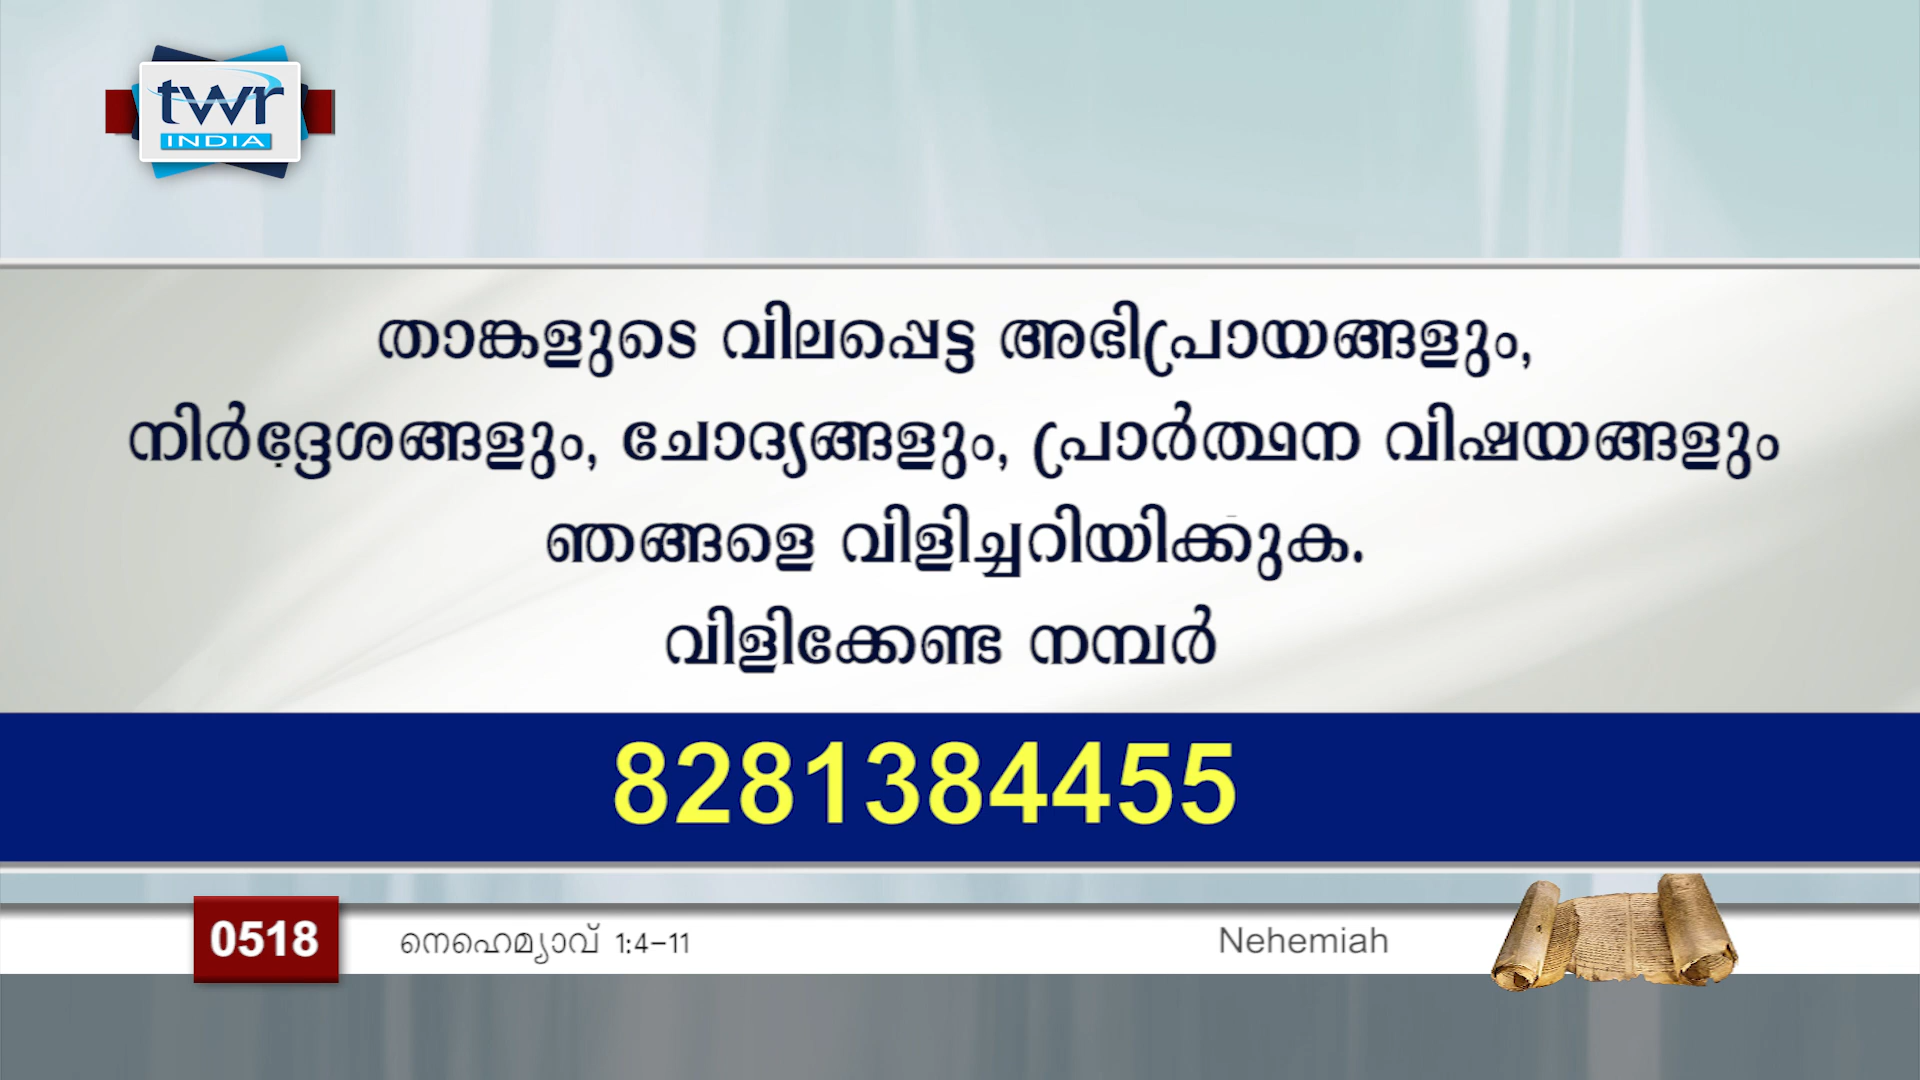 twr
INDIA
താങ്കളുടെ വിലപ്പെട്ട അഭിപ്രായങ്ങളും,
നിർദ്ദേശങ്ങളും, ചോദ്യങ്ങളും, പ്രാർത്ഥന വിഷയങ്ങളും
ഞങ്ങളെ വിളിച്ചറിയിക്കുക.
വിളിക്കേണ്ട നമ്പർ
8281384455
0518 നെഹെമ്യാവ് 1:4-11 Nehemiah